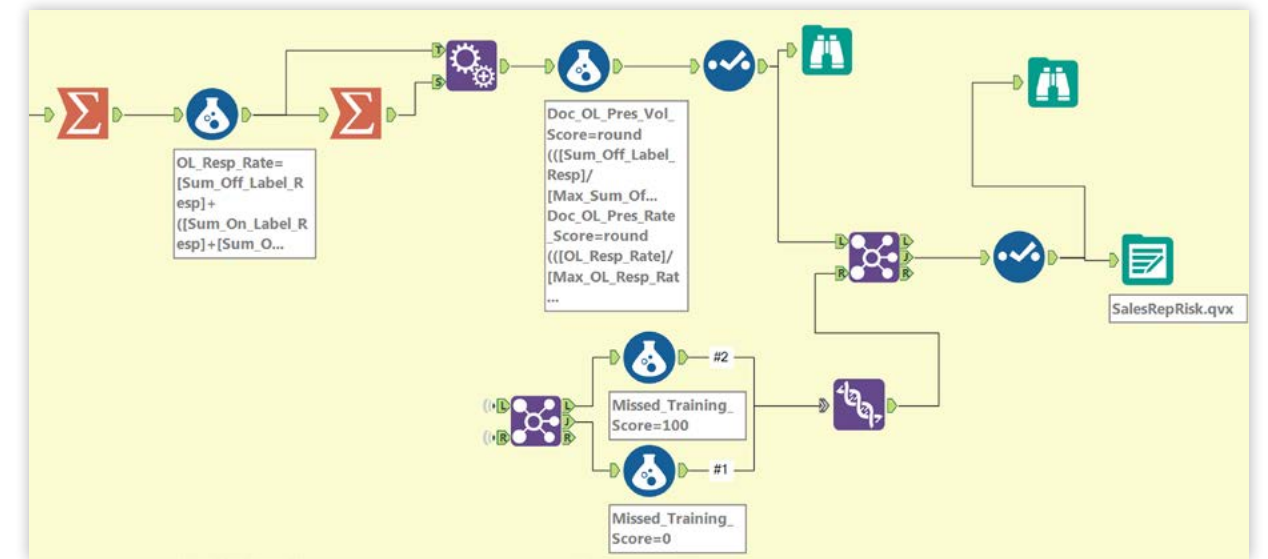 T
S
OL_Resp_Rate=
[Sum_Off_Label_R
esp]+
([Sum_On_Label_R
esp]+[Sum_O...
Doc_OL_Pres_Vol_
Score=round
(([Sum_Off_Label_
Resp]/
[Max_Sum_Of...
Doc_OL_Pres_Rate
_Score=round
(([OL_Resp_Rate]/
[Max_OL_Resp_Rat
...
L
R
L
J
R
SalesRepRisk.qvx
#2
Missed_Training_
Score=100
L
R
L
J
R
#1
Missed_Training_
Score=0